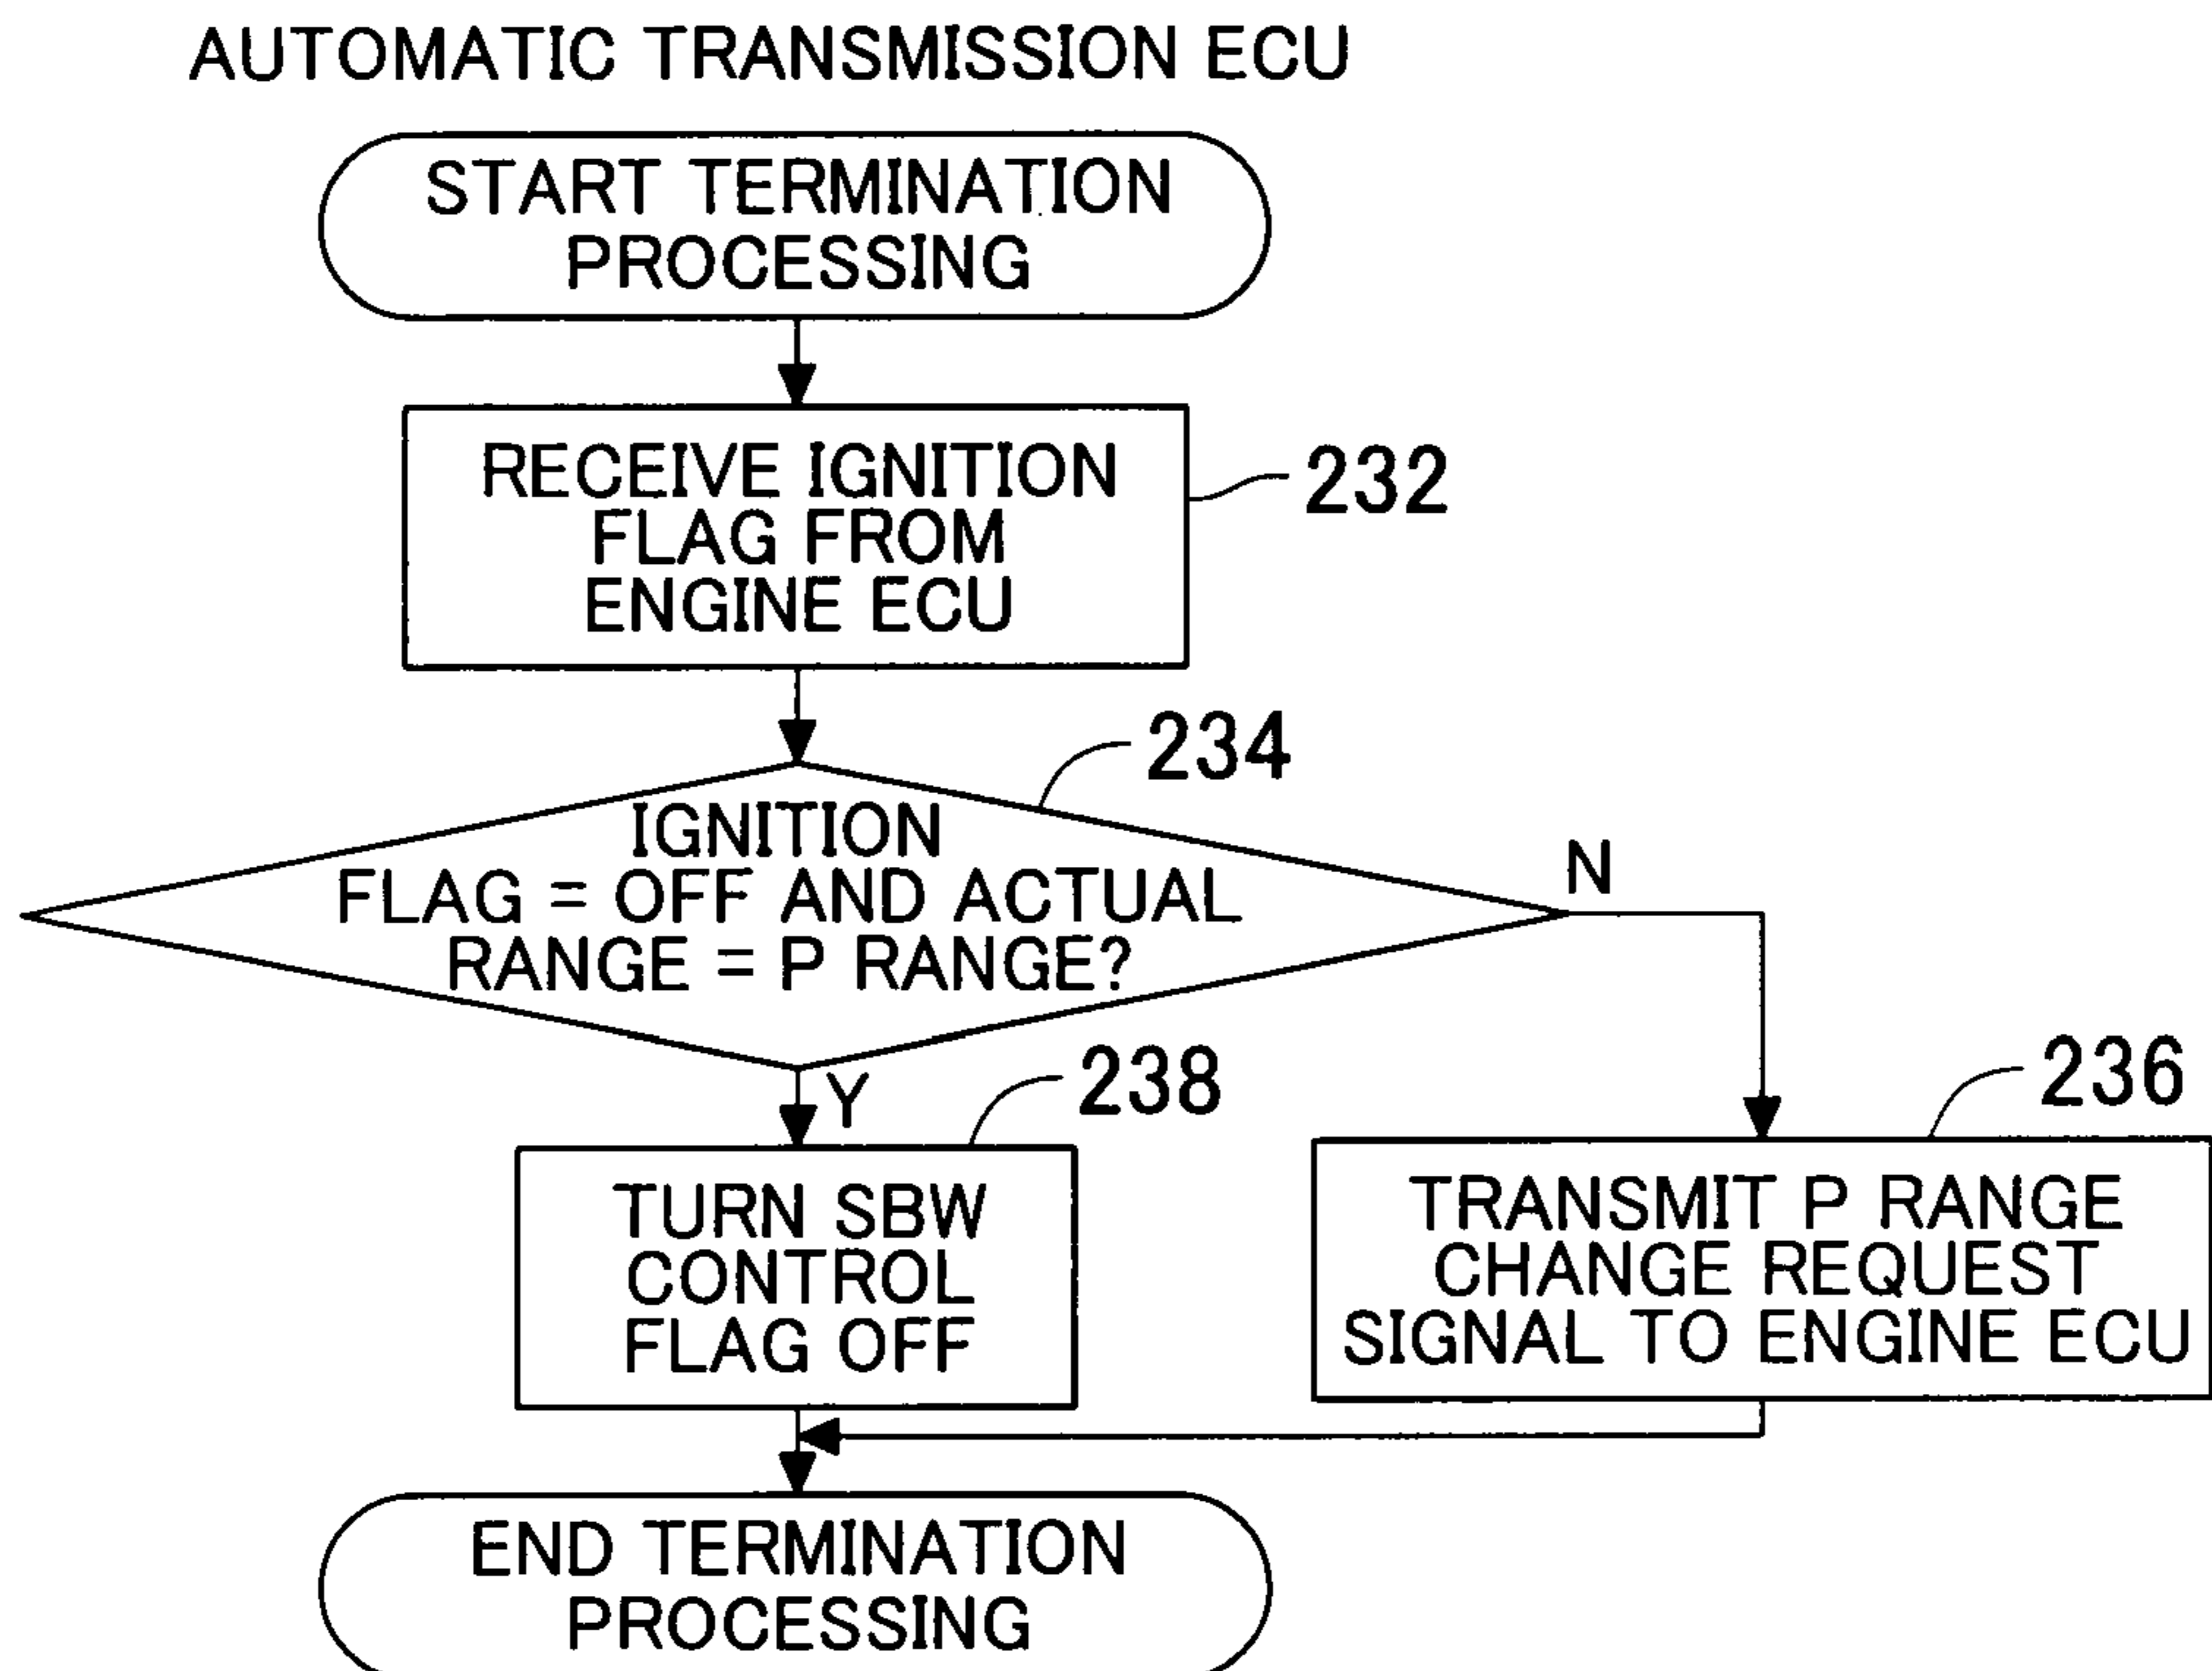 AUTOMATIC TRANSMISSION ECU
START TERMINATION
PROCESSING
RECEIVE IGNITION
FLAG FROM
ENGINE ECU
232
234
IGNITION
FLAG = OFF AND ACTUAL
RANGE = P RANGE?
N
Y
238
236
TURN SBW
CONTROL
FLAG OFF
TRANSMIT P RANGE
CHANGE REQUEST
SIGNAL TO ENGINE ECU
END TERMINATION
PROCESSING